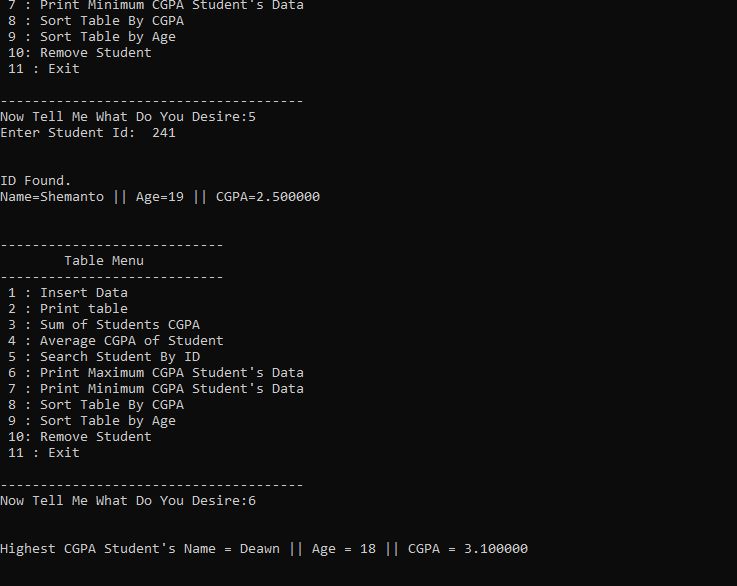 7 : Print Minimum CGPA Student's Data
8 : Sort Table By CGPA
9 : Sort Table by Age
10: Remove Student
11 : Exit
--------------------------------------
Now Tell Me What Do You Desire:5
Enter Student Id:  241
ID Found.
Name=Shemanto || Age=19 || CGPA=2.500000
----------------------------
Table Menu
----------------------------
1 : Insert Data
2 : Print table
3 : Sum of Students CGPA
4 : Average CGPA of Student
5 : Search Student By ID
6 : Print Maximum CGPA Student's Data
7 : Print Minimum CGPA Student's Data
8 : Sort Table By CGPA
9 : Sort Table by Age
10: Remove Student
11 : Exit
--------------------------------------
Now Tell Me What Do You Desire:6
Highest CGPA Student's Name = Deawn || Age = 18 || CGPA = 3.100000